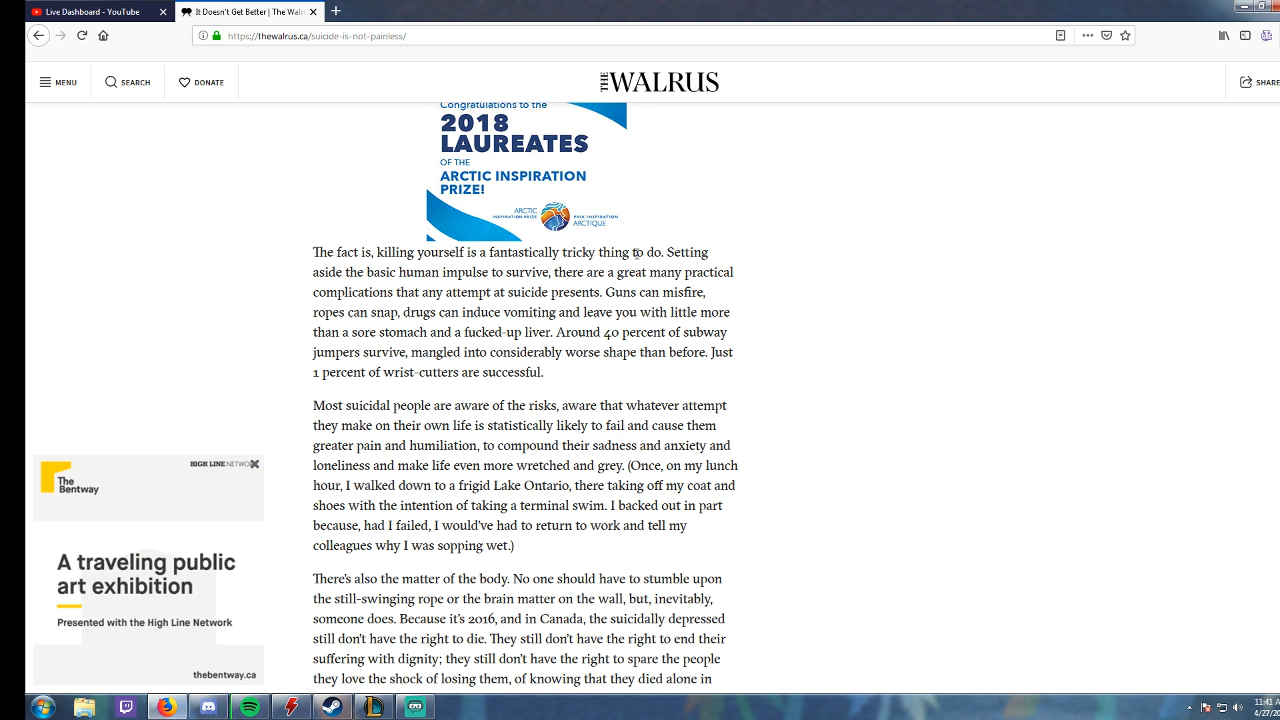 Live Dashboard - YouTube
It Doesn't Get Better | The Walr
https://thewalrus.ca/suicide-is-not-painless/
MENU
SEARCH
DONATE
THE WALRUS
SHARE
Congratulations to the
2018
LAUREATES
OF THE
ARCTIC INSPIRATION
PRIZE!
ARCTIC
INSPIRATION PRIZE
PRIX INSPIRATION
ARCTIQUE
The fact is, killing yourself is a fantastically tricky thing to do. Setting
aside the basic human impulse to survive, there are a great many practical
complications that any attempt at suicide presents. Guns can misfire,
ropes can snap, drugs can induce vomiting and leave you with little more
than a sore stomach and a fucked-up liver. Around 40 percent of subway
jumpers survive, mangled into considerably worse shape than before. Just
1 percent of wrist-cutters are successful.
Most suicidal people are aware of the risks, aware that whatever attempt
they make on their own life is statistically likely to fail and cause them
greater pain and humiliation, to compound their sadness and anxiety and
loneliness and make life even more wretched and grey. (Once, on my lunch
hour, I walked down to a frigid Lake Ontario, there taking off my coat and
shoes with the intention of taking a terminal swim. I backed out in part
because, had I failed, I would've had to return to work and tell my
colleagues why I was sopping wet.)
There's also the matter of the body. No one should have to stumble upon
the still-swinging rope or the brain matter on the wall, but, inevitably,
someone does. Because it's 2016, and in Canada, the suicidally depressed
still don't have the right to die. They still don't have the right to end their
suffering with dignity; they still don't have the right to spare the people
they love the shock of losing them, of knowing that they died alone in
HIGH LINE NETWO
The
Bentway
A traveling public
art exhibition
Presented with the High Line Network
thebentway.ca
11:41 A
4/27/20